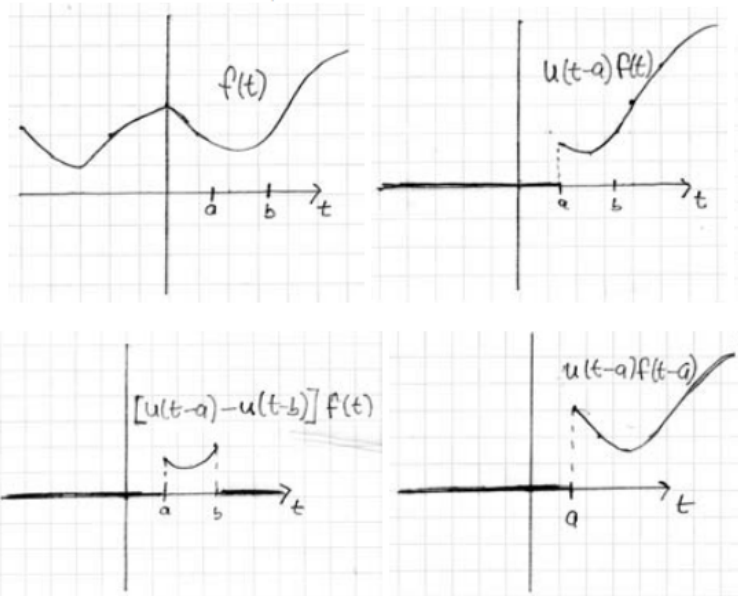 f(t)
a b t
u(t-a)f(t)
a b t
[u(t-a)-u(t-b)]f(t)
a b t
u(t-a)f(t-a)
a t